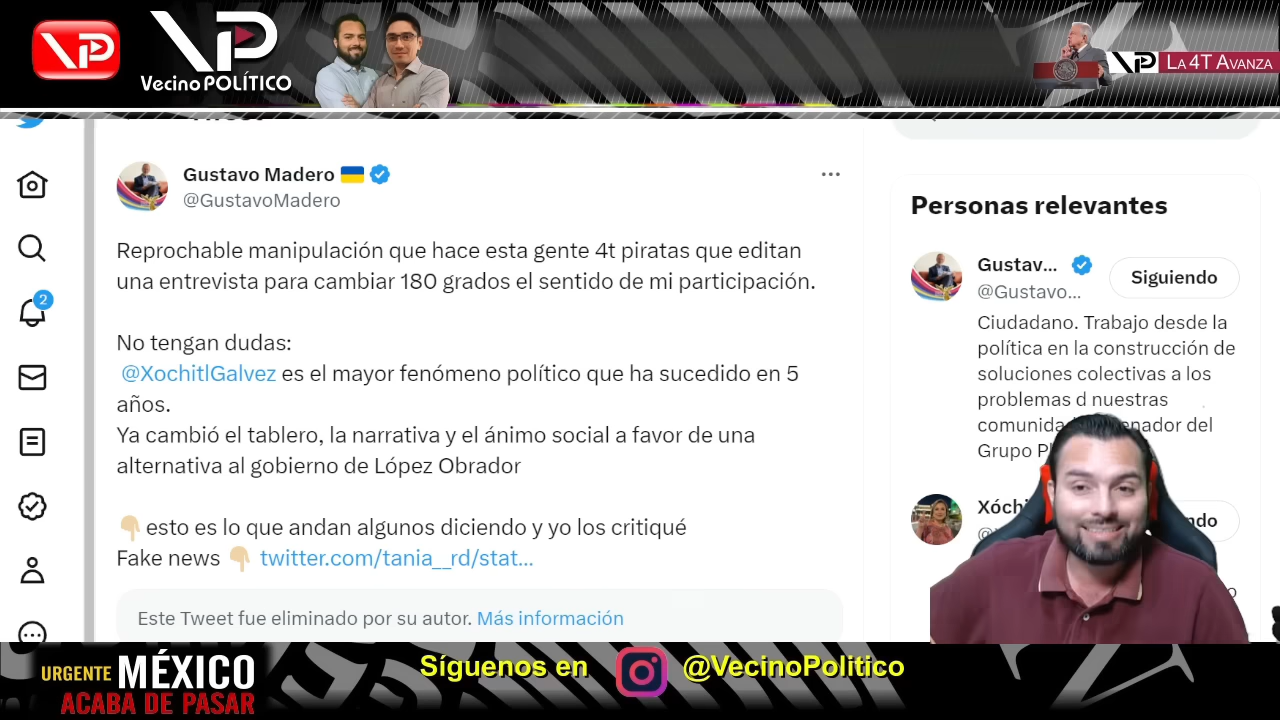 VP
VP
Vecino POLÍTICO
VP LA 4T AVANZA
Gustavo Madero
@GustavoMadero
Reprochable manipulación que hace esta gente 4t piratas que editan
una entrevista para cambiar 180 grados el sentido de mi participación.
No tengan dudas:
@XochitlGalvez es el mayor fenómeno político que ha sucedido en 5
años.
Ya cambió el tablero, la narrativa y el ánimo social a favor de una
alternativa al gobierno de López Obrador
esto es lo que andan algunos diciendo y yo los critiqué
Fake news twitter.com/tania__rd/stat...
Este Tweet fue eliminado por su autor. Más información
2
Personas relevantes
Gustav...
@Gustavo...
Siguiendo
Ciudadano. Trabajo desde la
política en la construcción de
soluciones colectivas a los
problemas d nuestras
del
Grupo
URGENTE MÉXICO
ACABA DE PASAR
Síguenos en @VecinoPolitico